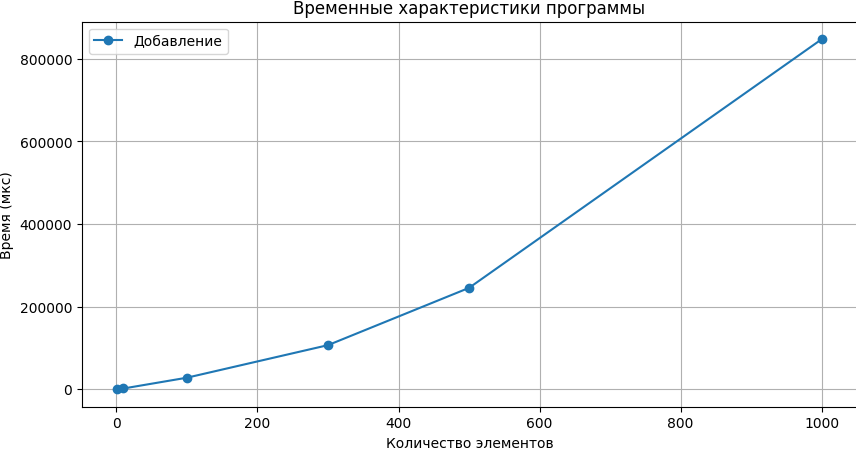 Временные характеристики программы
Добавление
800000
600000
400000
200000
0
Время (мкс)
0 200 400 600 800 1000
Количество элементов